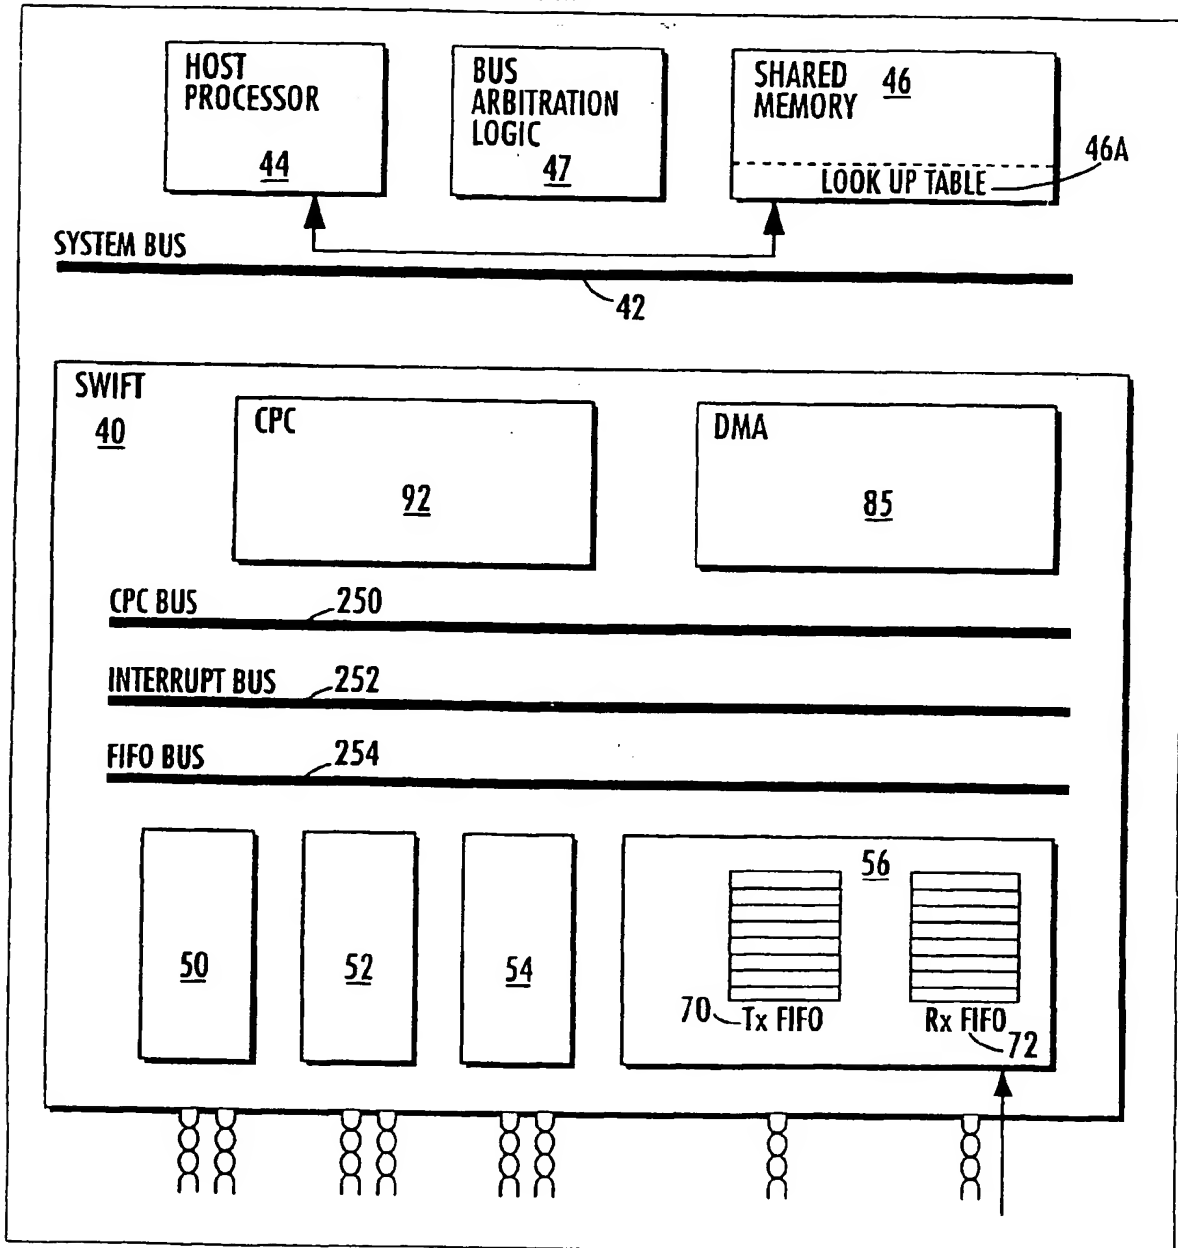 HOST
PROCESSOR
44
BUS
ARBITRATION
LOGIC
47
SHARED
MEMORY
46
LOOK UP TABLE
46A
SYSTEM BUS
42
SWIFT
40
CPC
92
DMA
85
CPC BUS
250
INTERRUPT BUS
252
FIFO BUS
254
50
52
54
56
70
Tx FIFO
Rx FIFO
72